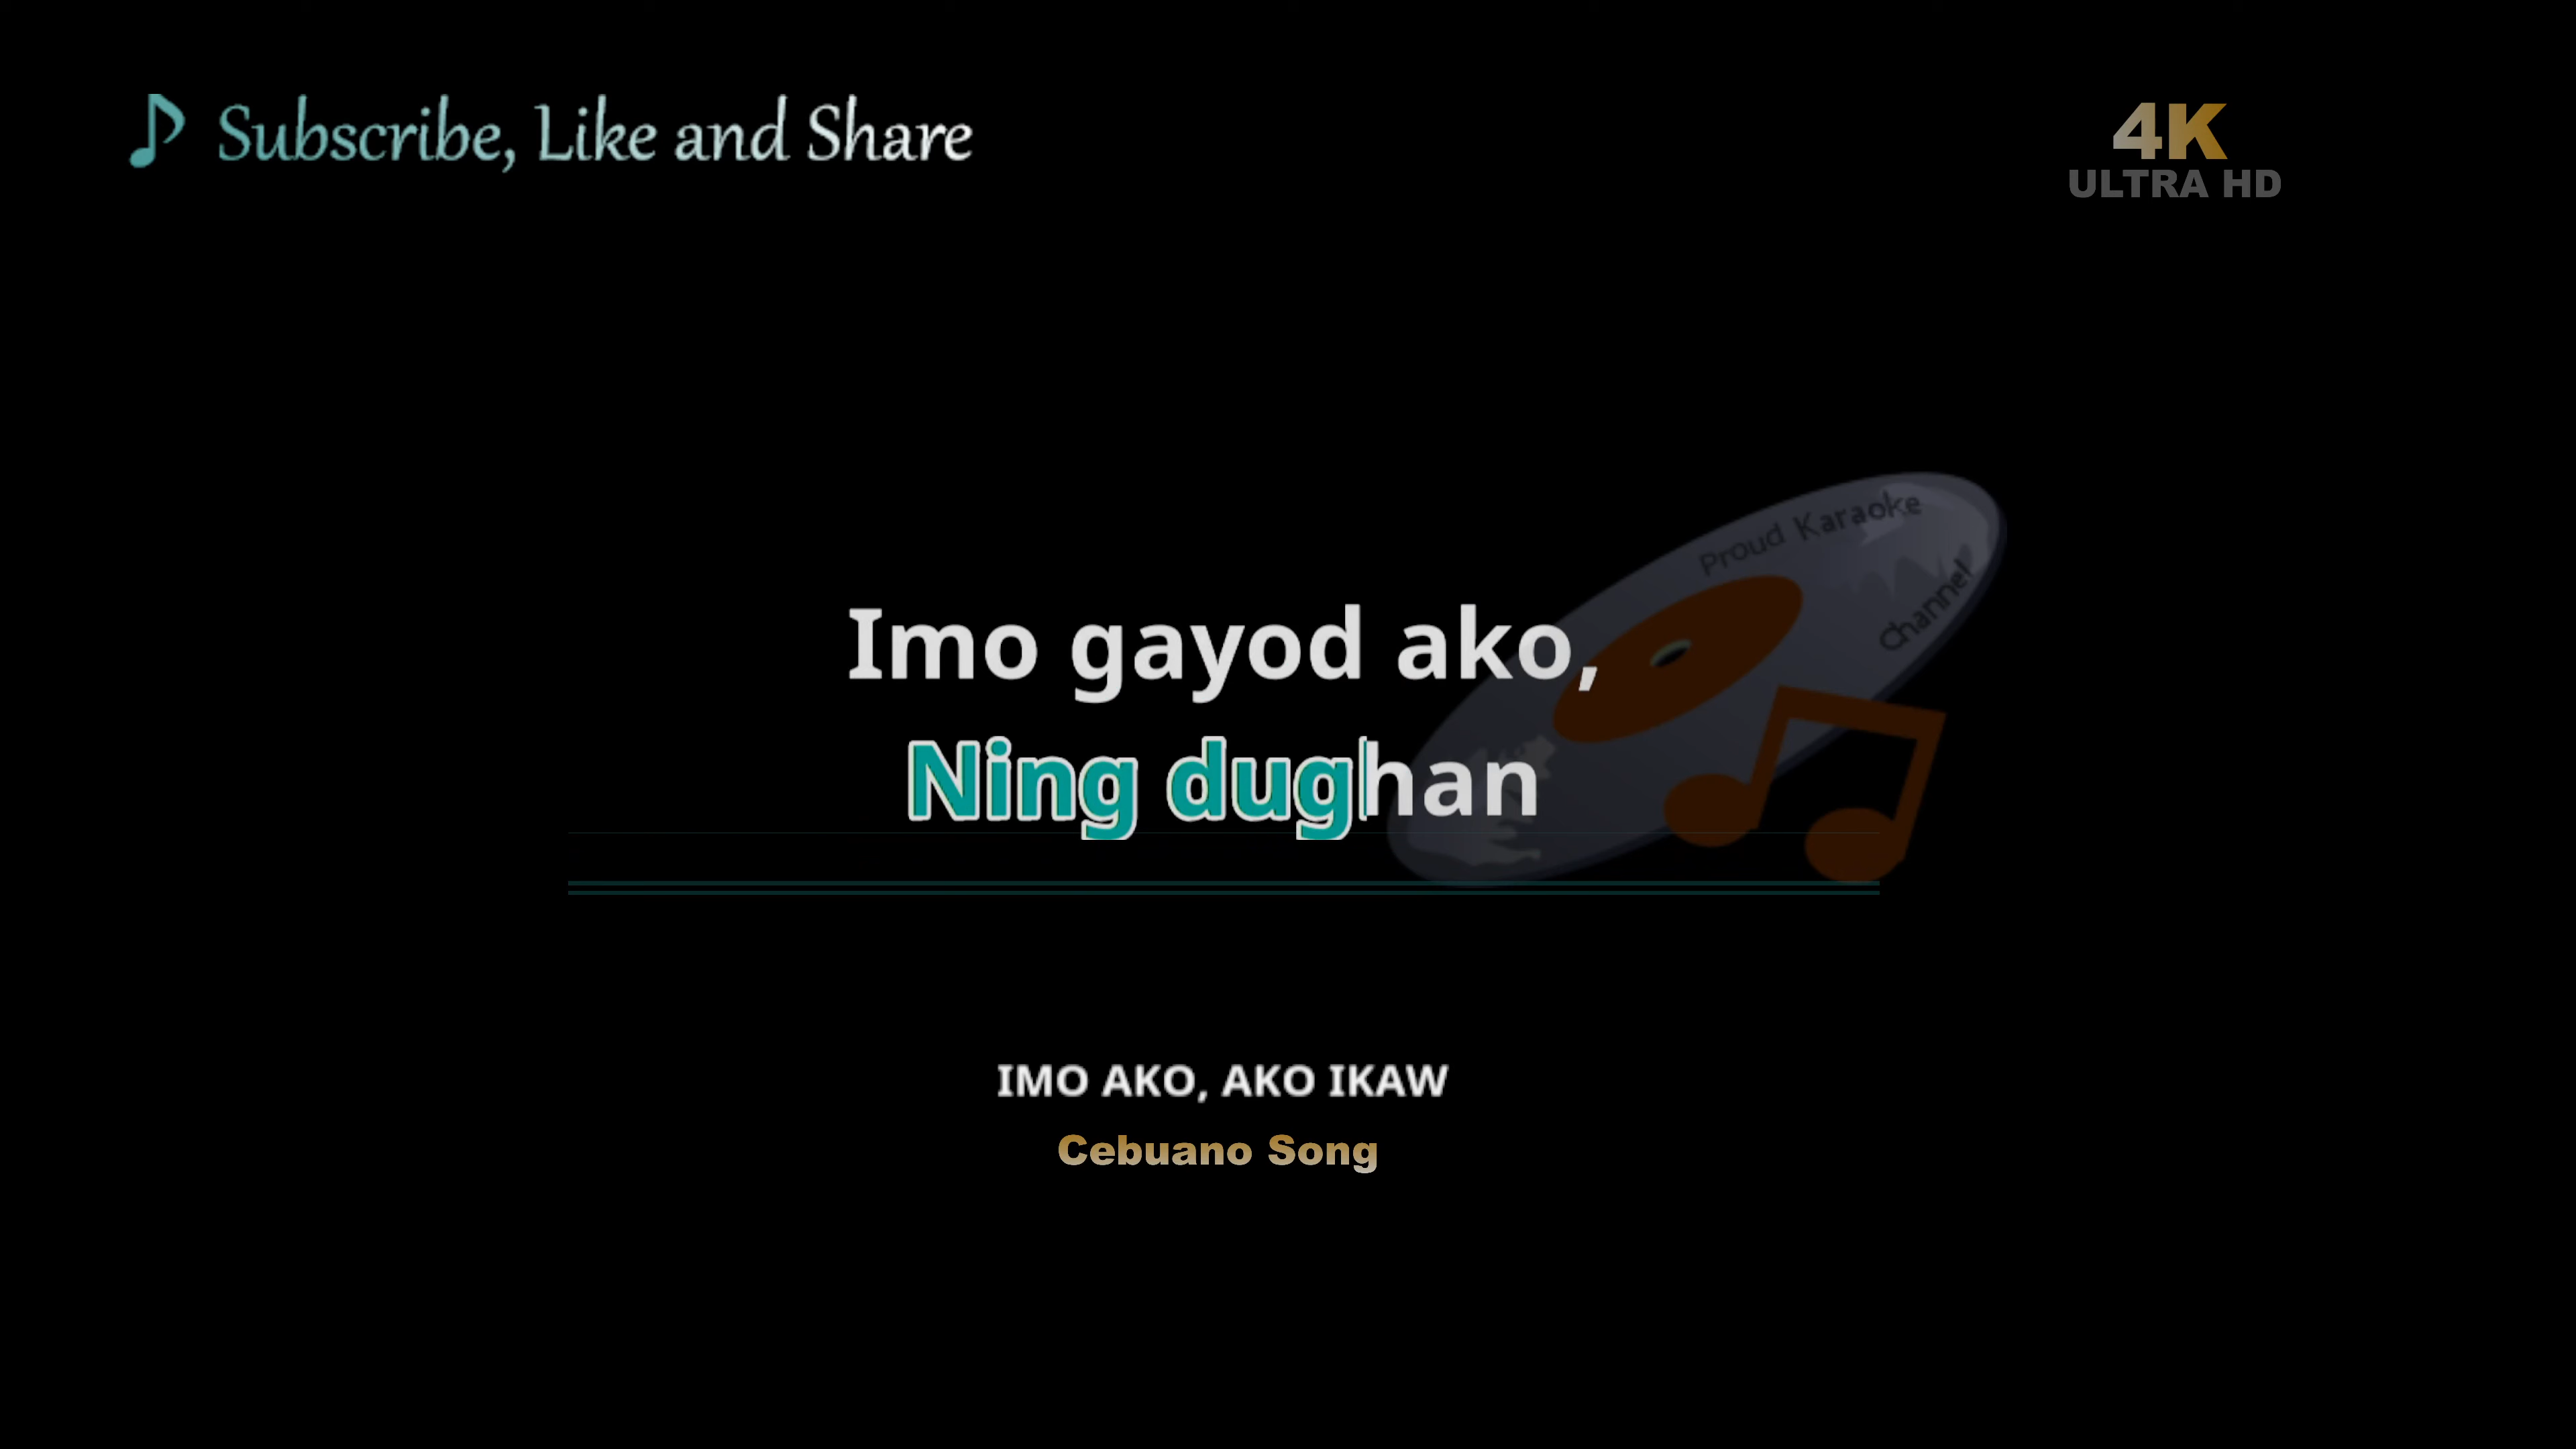 ♪ Subscribe, Like and Share
4K
ULTRA HD
Proud Karaoke
Channel
Imo gayod ako,
Ning dughan
IMO AKO, AKO IKAW
Cebuano Song